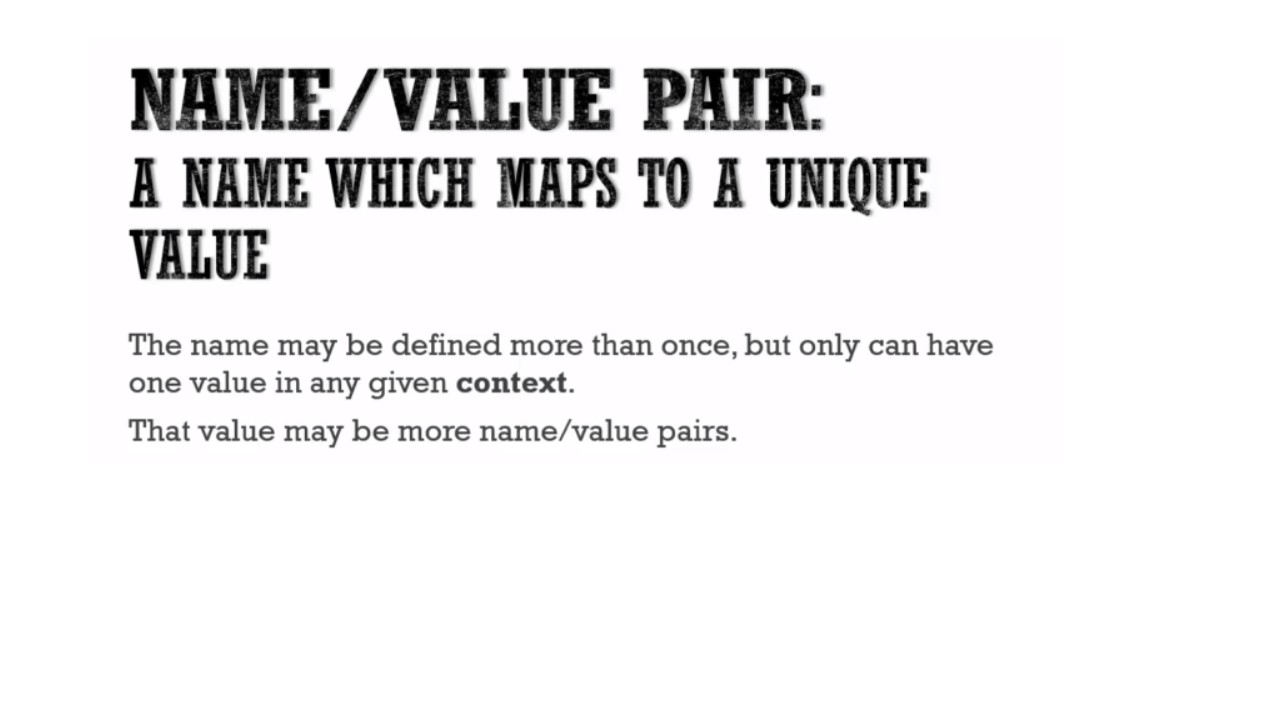 NAME/VALUE PAIR:
A NAME WHICH MAPS TO A UNIQUE
VALUE
The name may be defined more than once, but only can have
one value in any given context.
That value may be more name/value pairs.